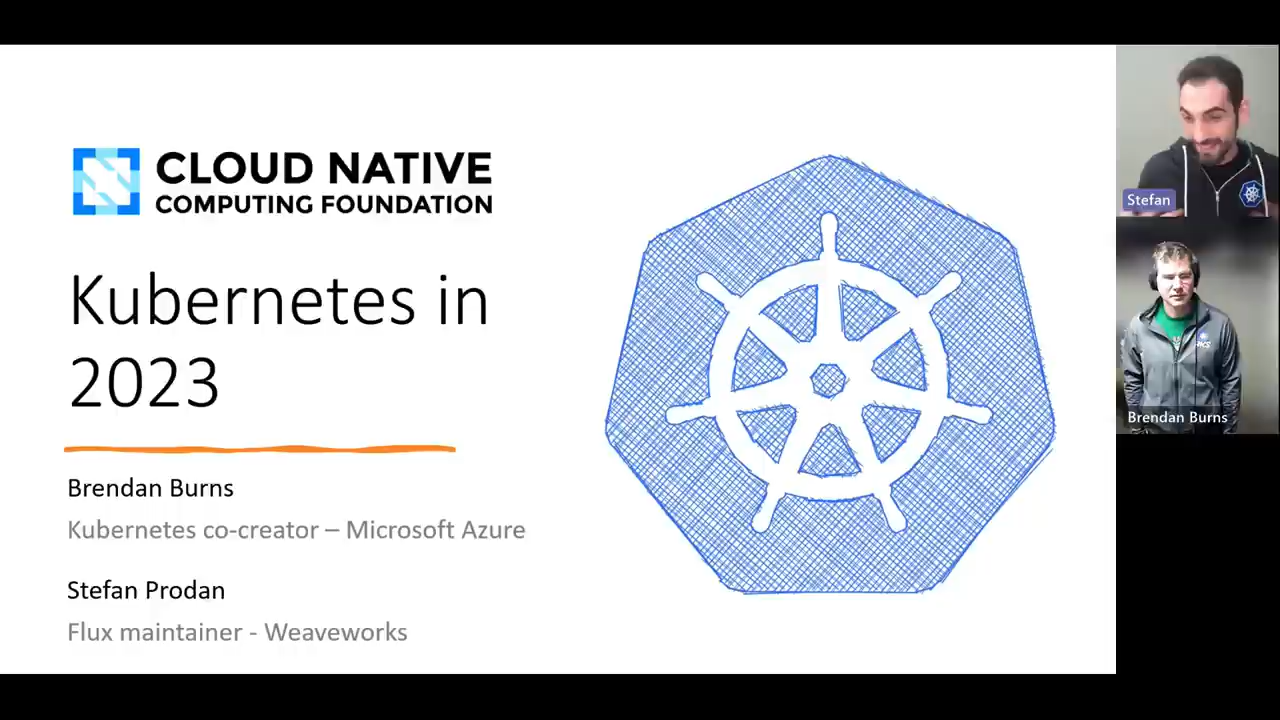 CLOUD NATIVE
COMPUTING FOUNDATION
Kubernetes in
2023
Brendan Burns
Kubernetes co-creator – Microsoft Azure
Stefan Prodan
Flux maintainer - Weaveworks
Stefan
Brendan Burns